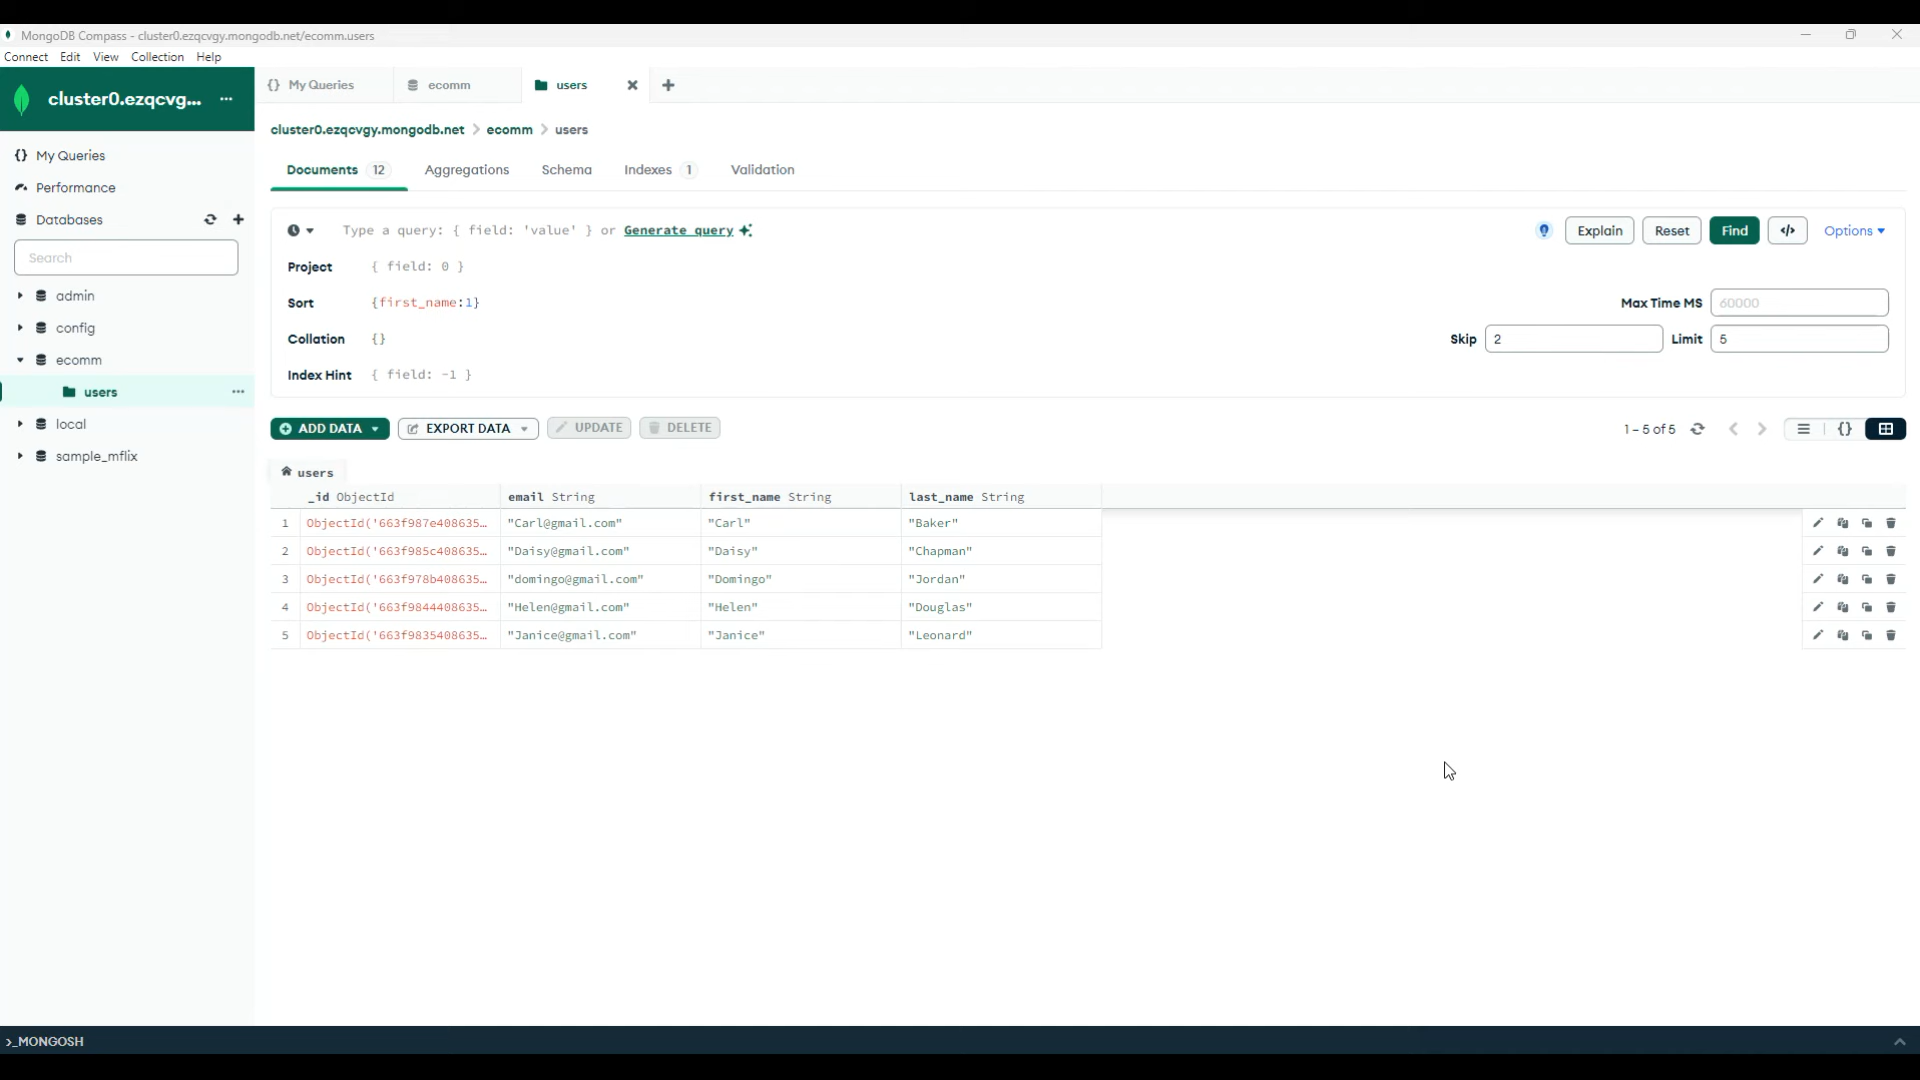 MongoDB Compass - cluster0.ezqcvgy.mongodb.net/ecomm.users
Connect Edit View Collection Help
cluster0.ezqcvg... ...
{} My Queries
ecomm
users
cluster0.ezqcvgy.mongodb.net > ecomm > users
{} My Queries
Performance
Databases
Search
admin
config
ecomm
users ...
local
sample_mflix
Documents 12 Aggregations Schema Indexes 1 Validation
Type a query: { field: 'value' } or Generate query
Explain Reset Find </> Options
Project { field: 0 }
Sort {first_name:1}
Max Time MS 60000
Collation {}
Skip 2 Limit 5
Index Hint { field: -1 }
ADD DATA EXPORT DATA UPDATE DELETE
1 – 5 of 5
{}
users
_id ObjectId email String first_name String last_name String
1 ObjectId('663f987e408635… "Carl@gmail.com" "Carl" "Baker"
2 ObjectId('663f985c408635… "Daisy@gmail.com" "Daisy" "Chapman"
3 ObjectId('663f978b408635… "domingo@gmail.com" "Domingo" "Jordan"
4 ObjectId('663f9844408635… "Helen@gmail.com" "Helen" "Douglas"
5 ObjectId('663f9835408635… "Janice@gmail.com" "Janice" "Leonard"
>_MONGOSH